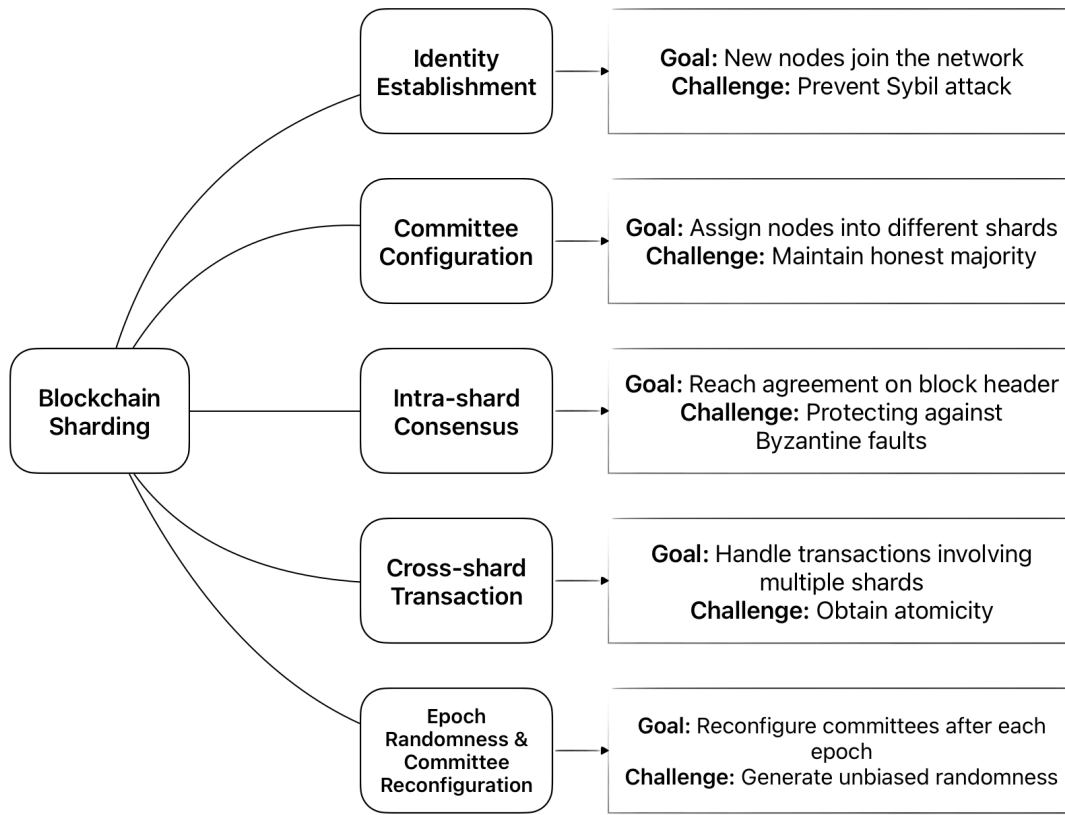 Identity
Establishment
Goal: New nodes join the network
Challenge: Prevent Sybil attack
Committee
Configuration
Goal: Assign nodes into different shards
Challenge: Maintain honest majority
Blockchain
Sharding
Intra-shard
Consensus
Goal: Reach agreement on block header
Challenge: Protecting against
Byzantine faults
Cross-shard
Transaction
Goal: Handle transactions involving
multiple shards
Challenge: Obtain atomicity
Epoch
Randomness &
Committee
Reconfiguration
Goal: Reconfigure committees after each
epoch
Challenge: Generate unbiased randomness